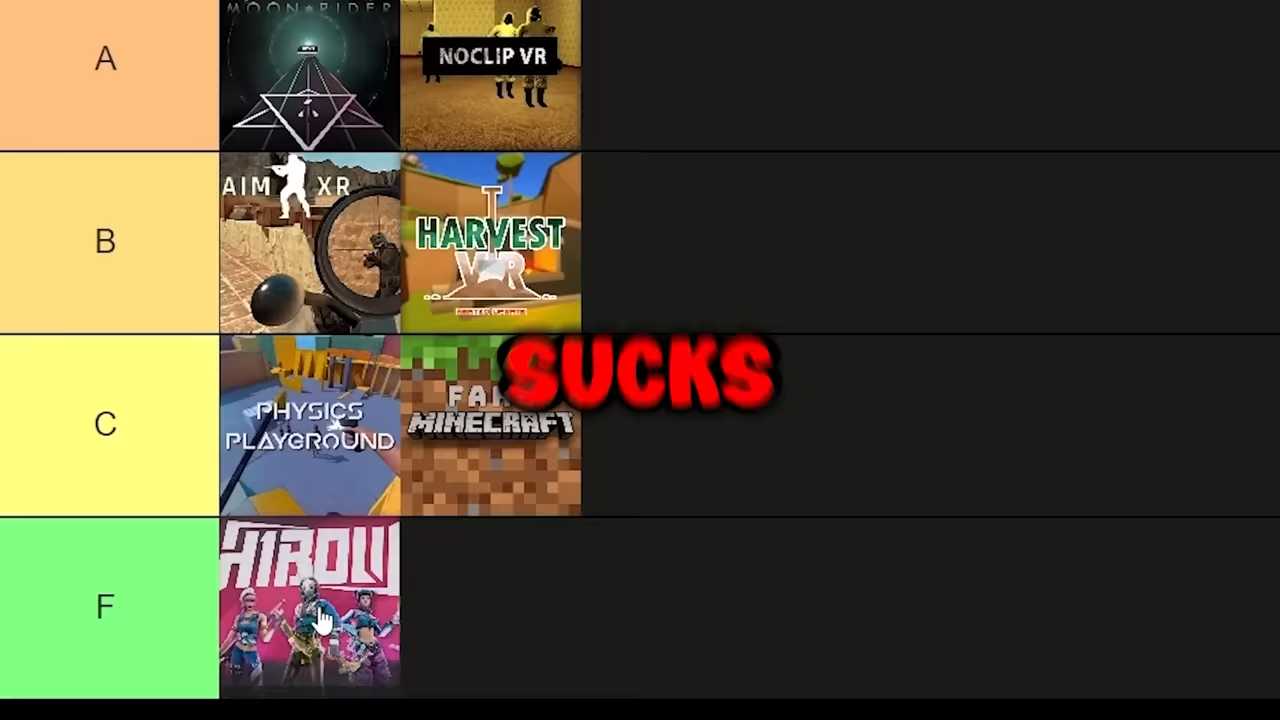 A
MOON RIDER
NOCLIP VR
B
AIM XR
HARVEST
VR
SUCKS
C
PHYSICS
PLAYGROUND
MINECRAFT
F